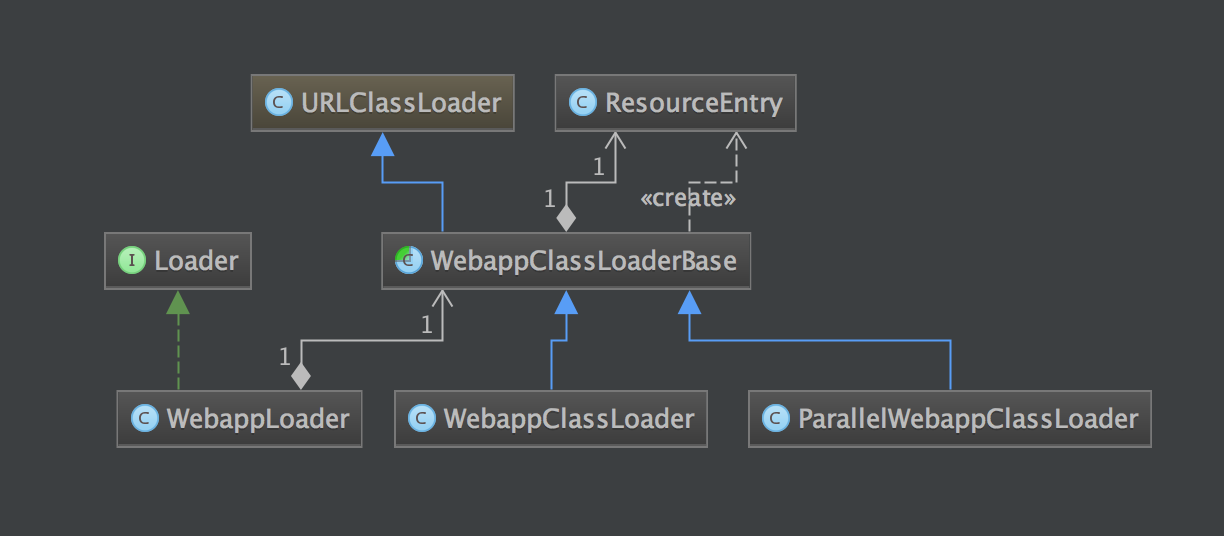 C URLClassLoader
C ResourceEntry
1
1
«create»
I Loader
C WebappClassLoaderBase
1
1
C WebappLoader
C WebappClassLoader
C ParallelWebappClassLoader